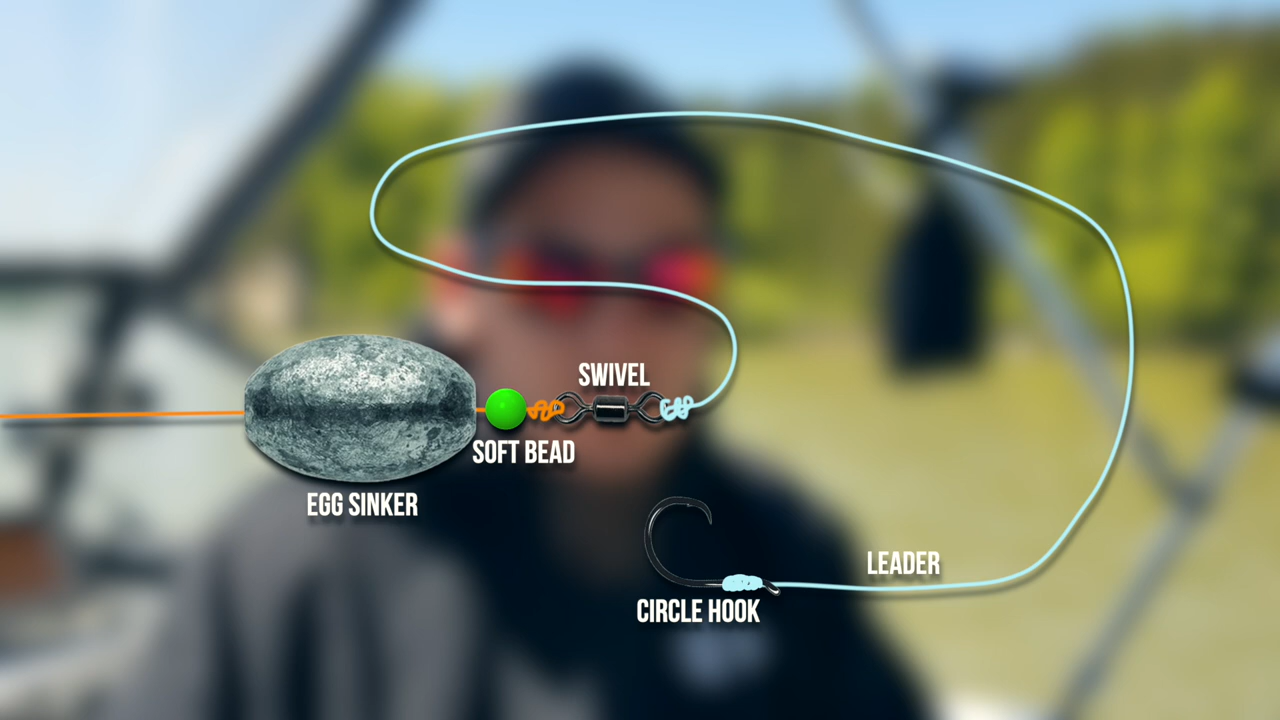 SWIVEL
SOFT BEAD
EGG SINKER
LEADER
CIRCLE HOOK